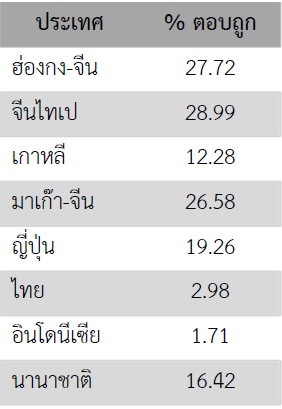 ประเทศ % ตอบถูก
ฮ่องกง-จีน 27.72
จีนไทเป 28.99
เกาหลี 12.28
มาเก๊า-จีน 26.58
ญี่ปุ่น 19.26
ไทย 2.98
อินโดนีเซีย 1.71
นานาชาติ 16.42